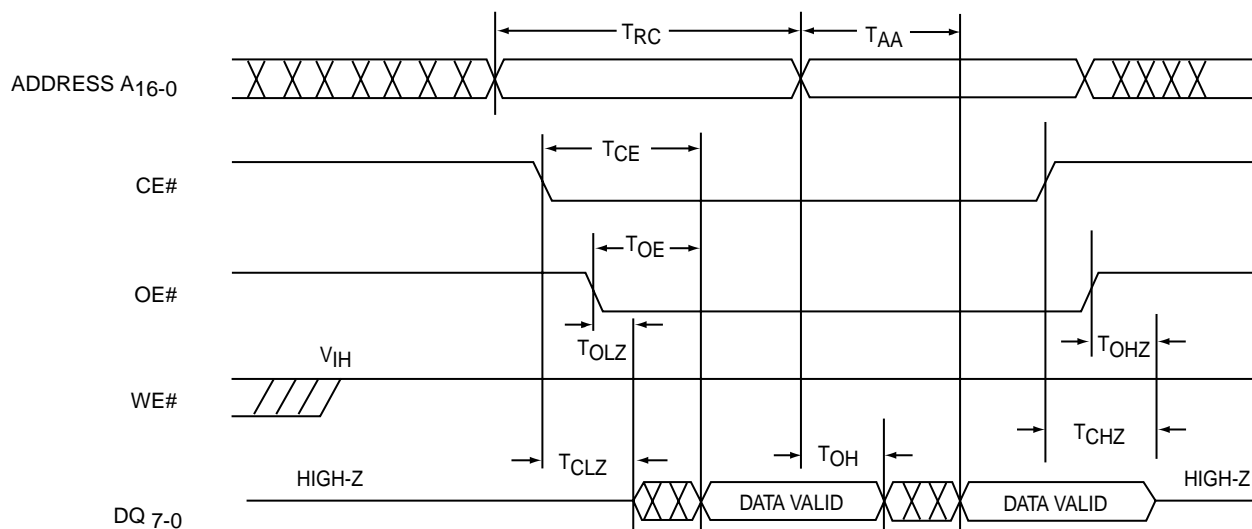 TRC
TAA
ADDRESS A16-0
TCE
CE#
TOE
OE#
TOLZ
TOHZ
VIH
WE#
TCLZ
TOH
TCHZ
HIGH-Z
HIGH-Z
DATA VALID
DATA VALID
DQ 7-0